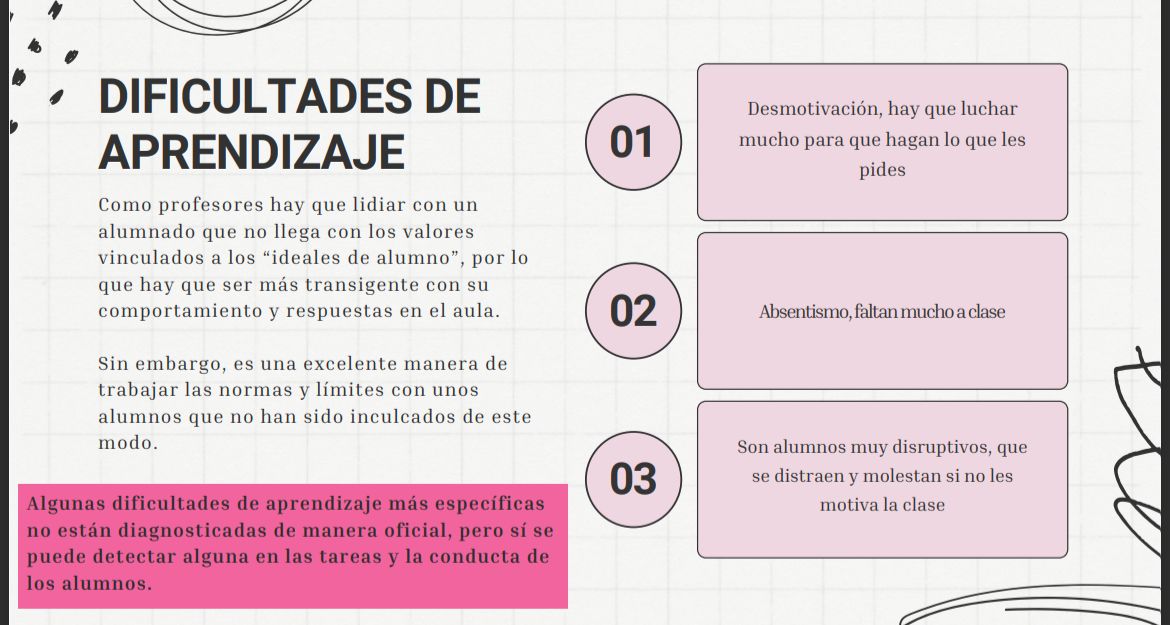 DIFICULTADES DE
APRENDIZAJE
Como profesores hay que lidiar con un
alumnado que no llega con los valores
vinculados a los “ideales de alumno”, por lo
que hay que ser más transigente con su
comportamiento y respuestas en el aula.
Sin embargo, es una excelente manera de
trabajar las normas y límites con unos
alumnos que no han sido inculcados de este
modo.
Algunas dificultades de aprendizaje más específicas
no están diagnosticadas de manera oficial, pero sí se
puede detectar alguna en las tareas y la conducta de
los alumnos.
01
Desmotivación, hay que luchar
mucho para que hagan lo que les
pides
02
Absentismo, faltan mucho a clase
03
Son alumnos muy disruptivos, que
se distraen y molestan si no les
motiva la clase